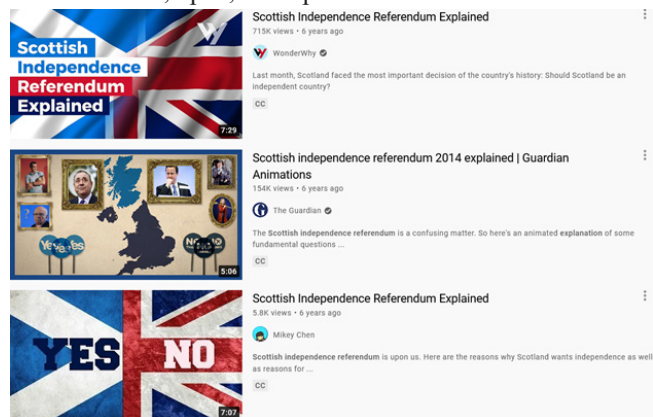 Scottish Independence Referendum Explained
715K views • 6 years ago
WonderWhy
Last month, Scotland faced the most important decision of the country's history: Should Scotland be an
independent country?
CC
Scottish
Independence
Referendum
Explained
7:29
Scottish independence referendum 2014 explained | Guardian
Animations
154K views • 6 years ago
The Guardian
The Scottish independence referendum is a confusing matter. So here's an animated explanation of some
fundamental questions ...
CC
5:06
Scottish Independence Referendum Explained
5.8K views • 6 years ago
Mikey Chen
Scottish independence referendum is upon us. Here are the reasons why Scotland wants independence as well
as reasons for ...
CC
YES NO
7:07